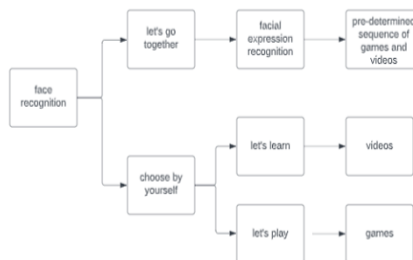 let's go
together
facial
expression
recognition
pre-determined
sequence of
games and
videos
face
recognition
choose by
yourself
let's learn
videos
let's play
games